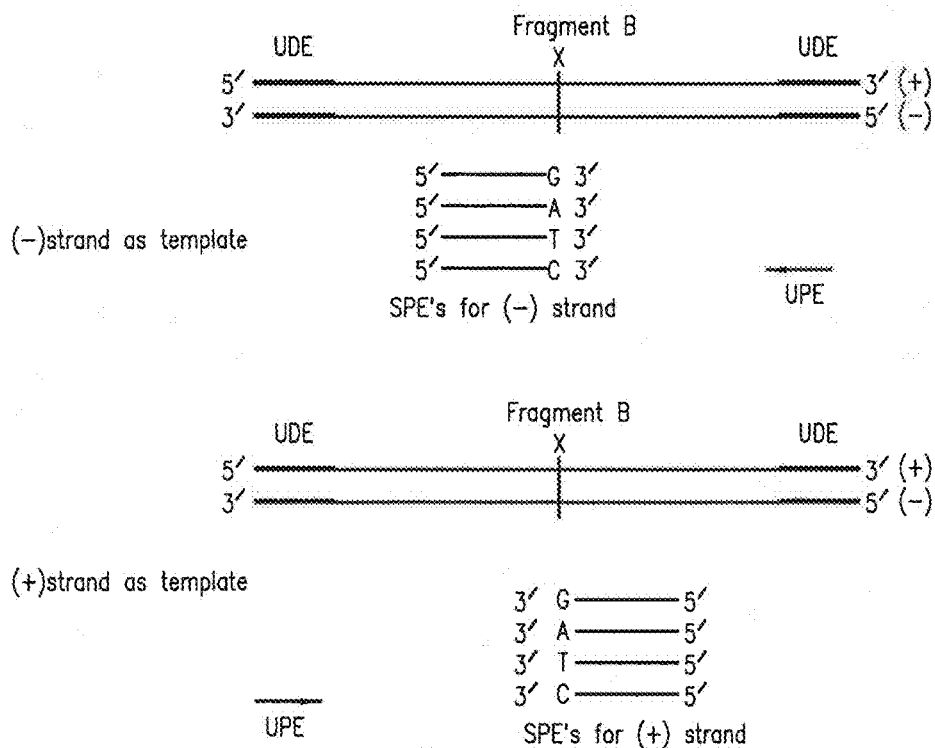 Fragment B
UDE X UDE
5′ 3′ (+)
3′ 5′ (−)
5′ G 3′
5′ A 3′
(−)strand as template
5′ T 3′
5′ C 3′
UPE
SPE's for (−) strand
Fragment B
UDE X UDE
5′ 3′ (+)
3′ 5′ (−)
(+)strand as template
3′ G 5′
3′ A 5′
3′ T 5′
3′ C 5′
UPE
SPE's for (+) strand